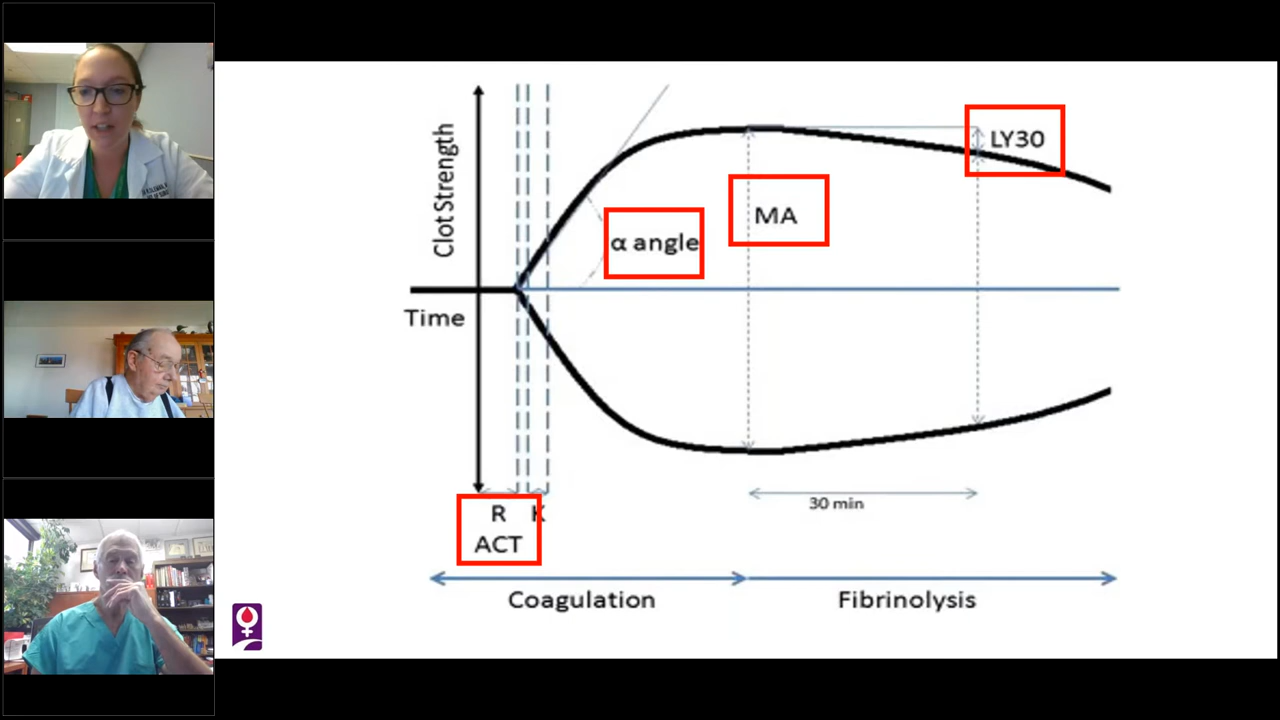 Clot Strength
LY30
MA
α angle
Time
R K
ACT
30 min
Coagulation
Fibrinolysis